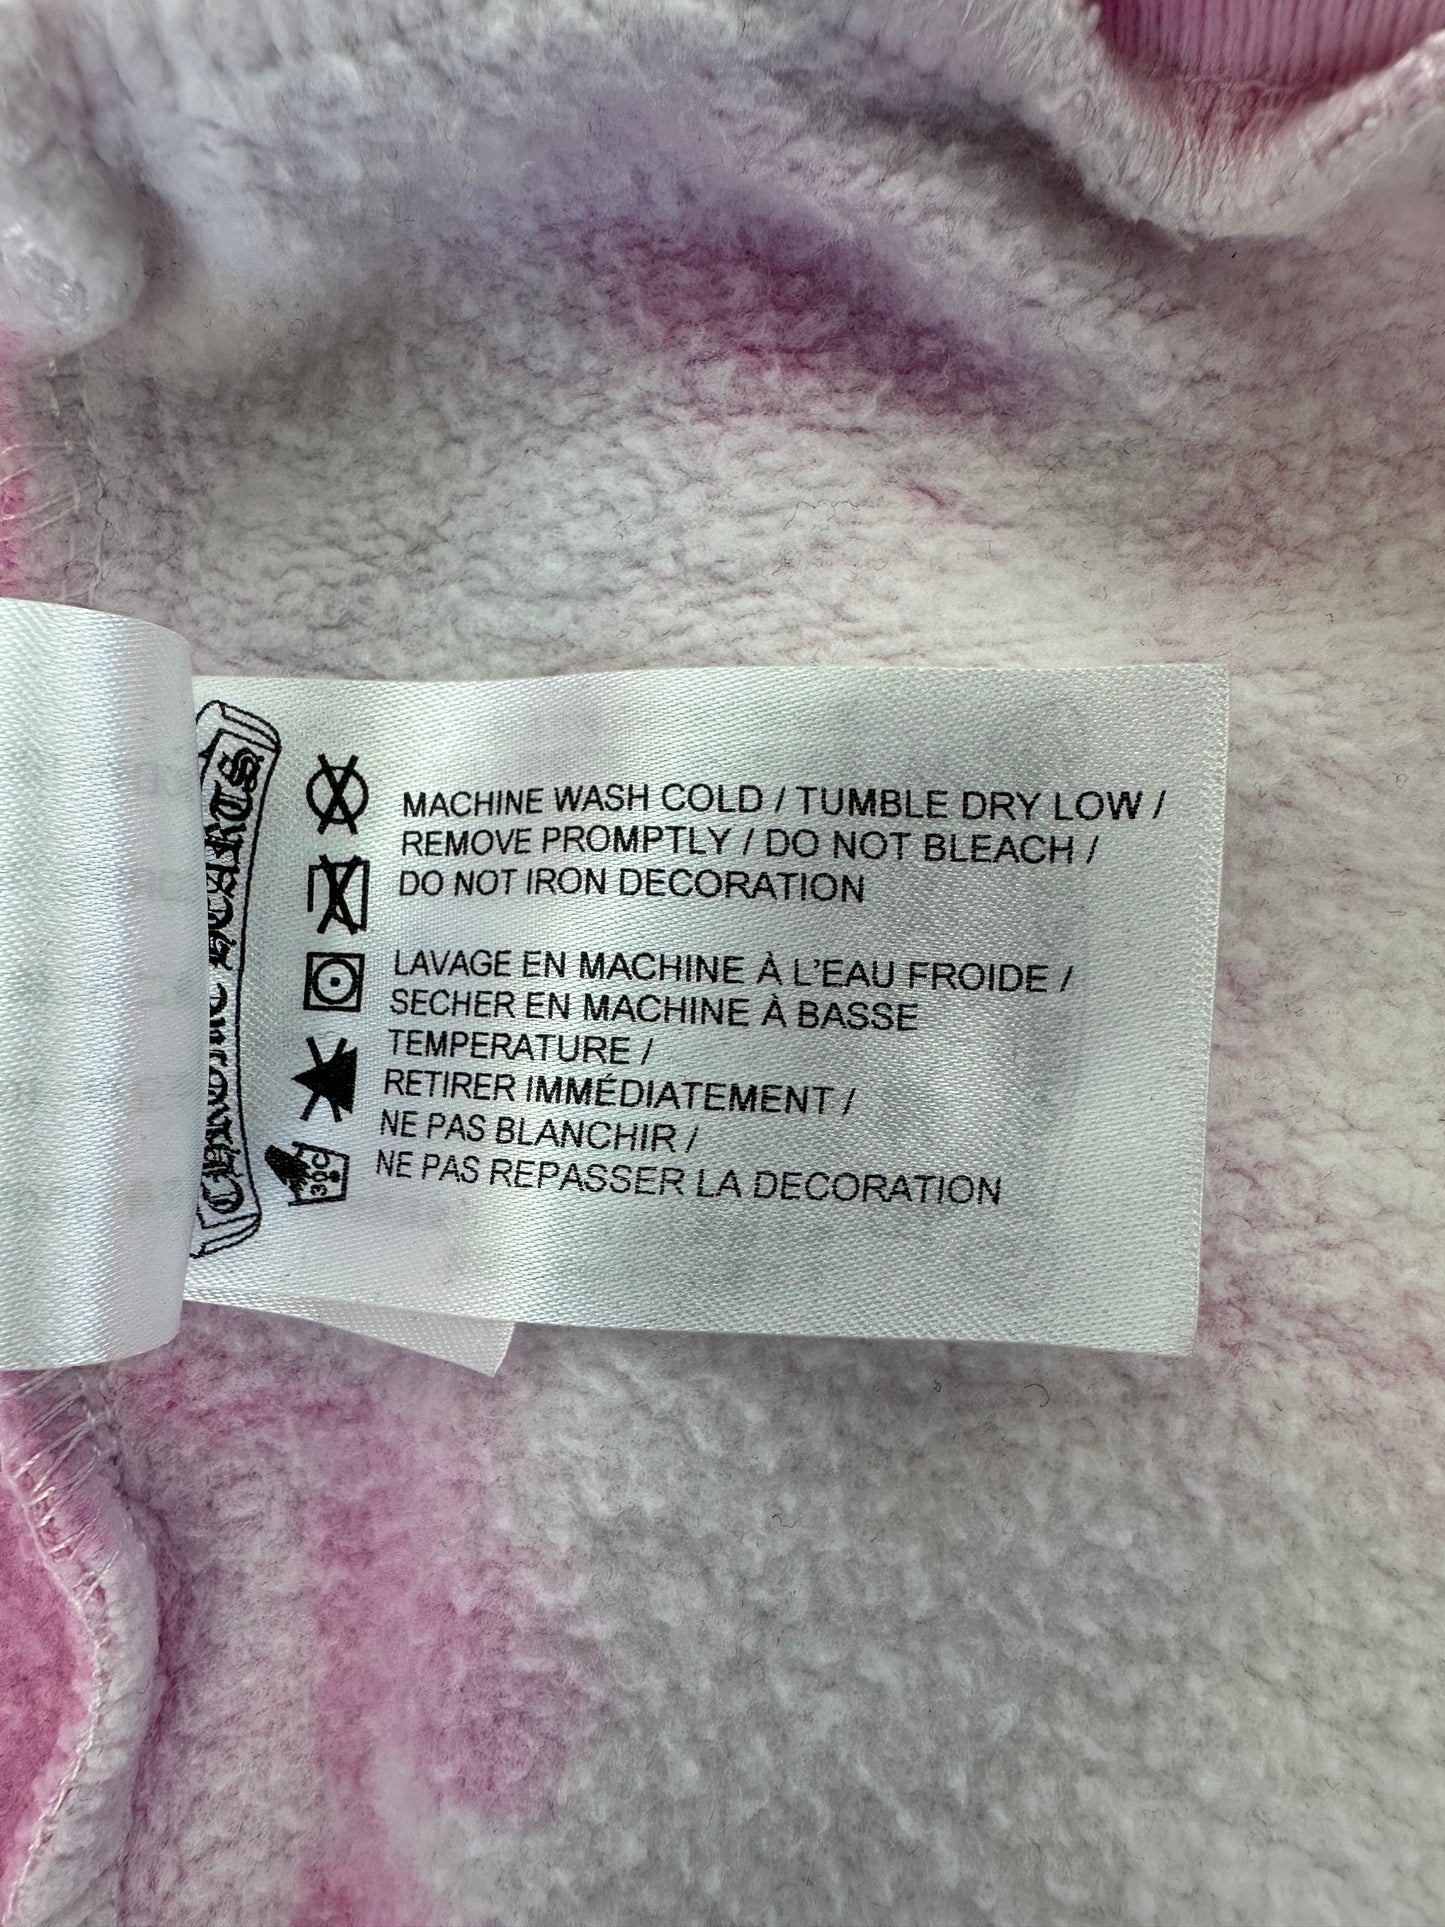 CHROME HEARTS
MACHINE WASH COLD / TUMBLE DRY LOW /
REMOVE PROMPTLY / DO NOT BLEACH /
DO NOT IRON DECORATION
LAVAGE EN MACHINE À L'EAU FROIDE /
SECHER EN MACHINE À BASSE
TEMPERATURE /
RETIRER IMMÉDIATEMENT /
NE PAS BLANCHIR /
NE PAS REPASSER LA DECORATION
30C